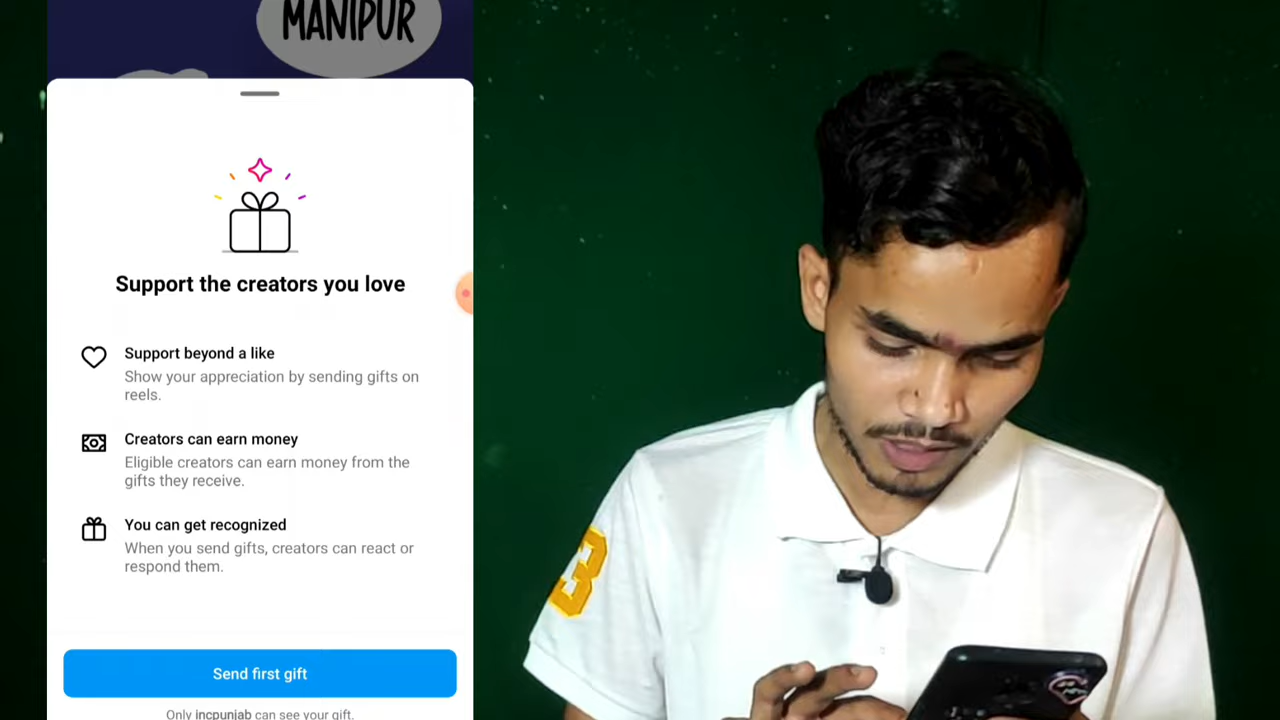 MANIPUR
Support the creators you love
Support beyond a like
Show your appreciation by sending gifts on
reels.
Creators can earn money
Eligible creators can earn money from the
gifts they receive.
You can get recognized
When you send gifts, creators can react or
respond them.
Send first gift
Only incpunjab can see your gift.
3